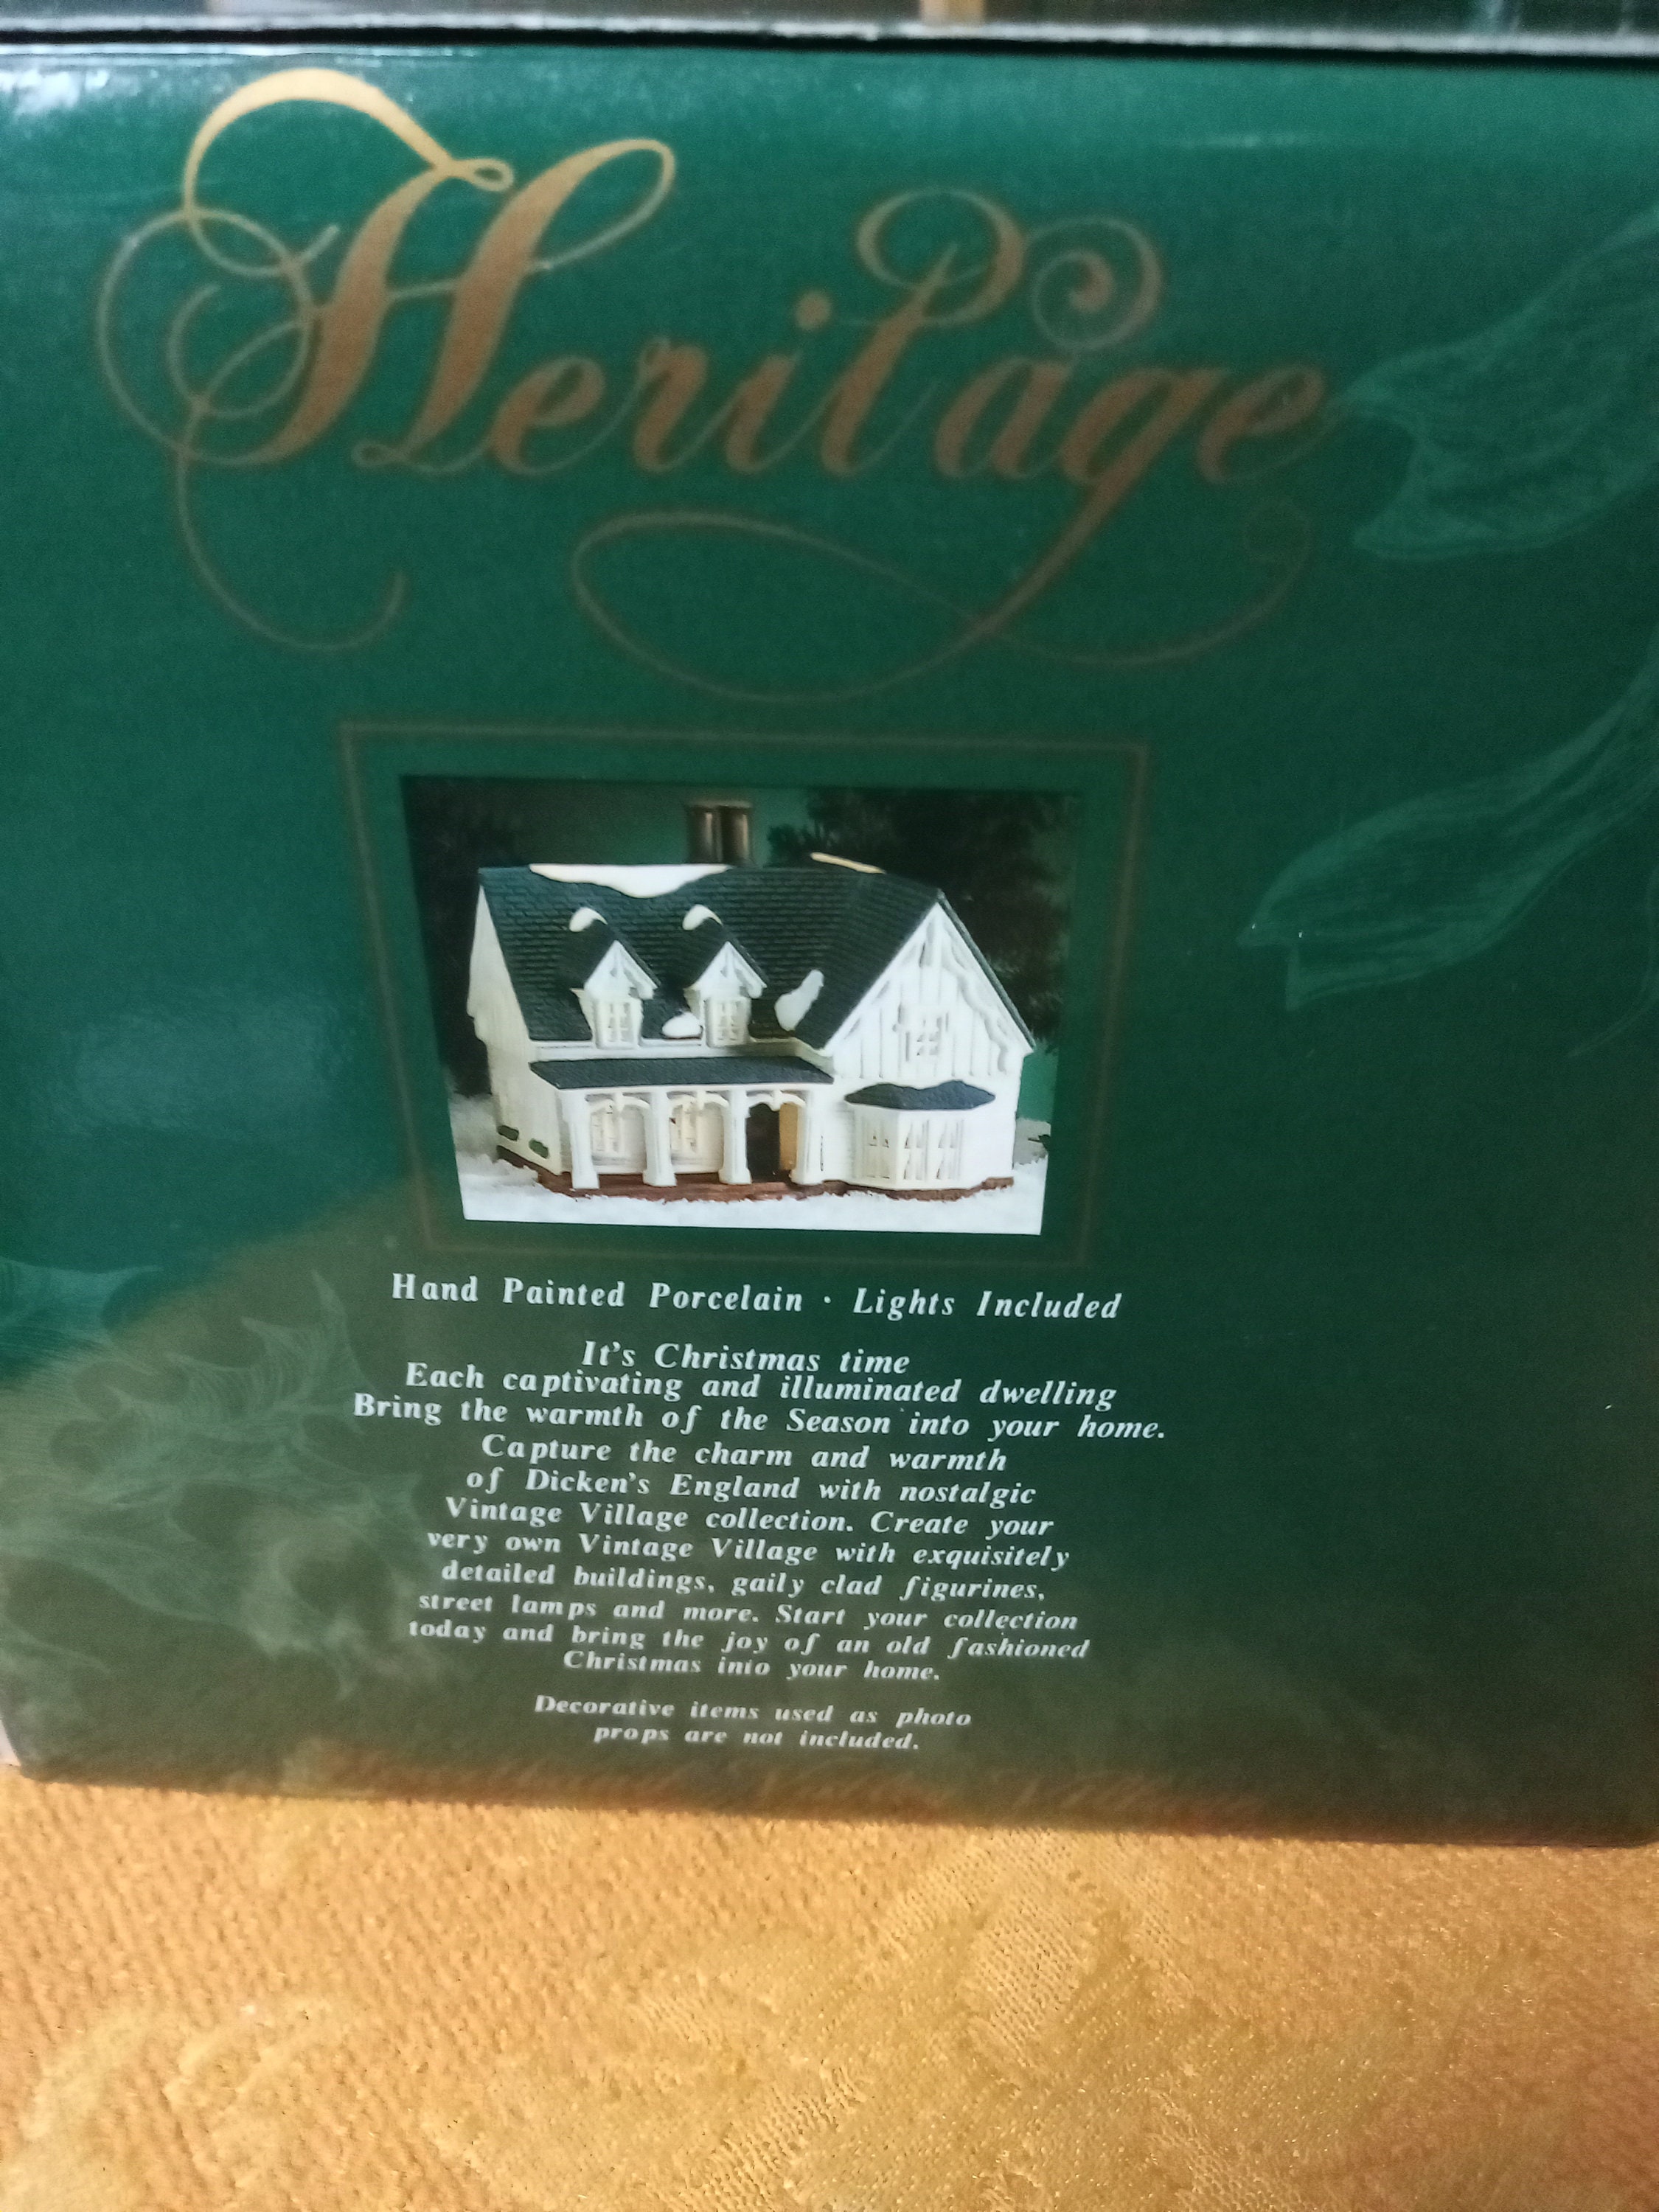 Heritage
Hand Painted Porcelain · Lights Included
It's Christmas time
Each captivating and illuminated dwelling
Bring the warmth of the Season into your home.
Capture the charm and warmth
of Dicken's England with nostalgic
Vintage Village collection. Create your
very own Vintage Village with exquisitely
detailed buildings, gaily clad figurines,
street lamps and more. Start your collection
today and bring the joy of an old fashioned
Christmas into your home.
Decorative items used as photo
props are not included.